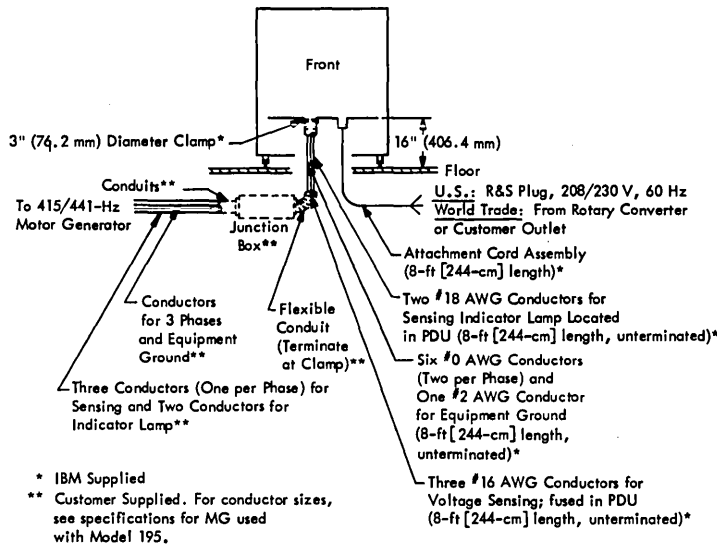 Front
3" (76.2 mm) Diameter Clamp*
16" (406.4 mm)
Floor
Conduits**
To 415/441-Hz
Motor Generator
Junction
Box**
U.S.: R&S Plug, 208/230 V, 60 Hz
World Trade: From Rotary Converter
or Customer Outlet
Attachment Cord Assembly
(8-ft [244-cm] length)*
Conductors
for 3 Phases
and Equipment
Ground**
Flexible
Conduit
(Terminate
at Clamp)**
Two #18 AWG Conductors for
Sensing Indicator Lamp Located
in PDU (8-ft [244-cm] length, unterminated)*
Six #0 AWG Conductors
(Two per Phase) and
One #2 AWG Conductor
for Equipment Ground
(8-ft [244-cm] length,
unterminated)*
Three Conductors (One per Phase) for
Sensing and Two Conductors for
Indicator Lamp**
Three #16 AWG Conductors for
Voltage Sensing; fused in PDU
(8-ft [244-cm] length, unterminated)*
* IBM Supplied
** Customer Supplied. For conductor sizes,
see specifications for MG used
with Model 195.